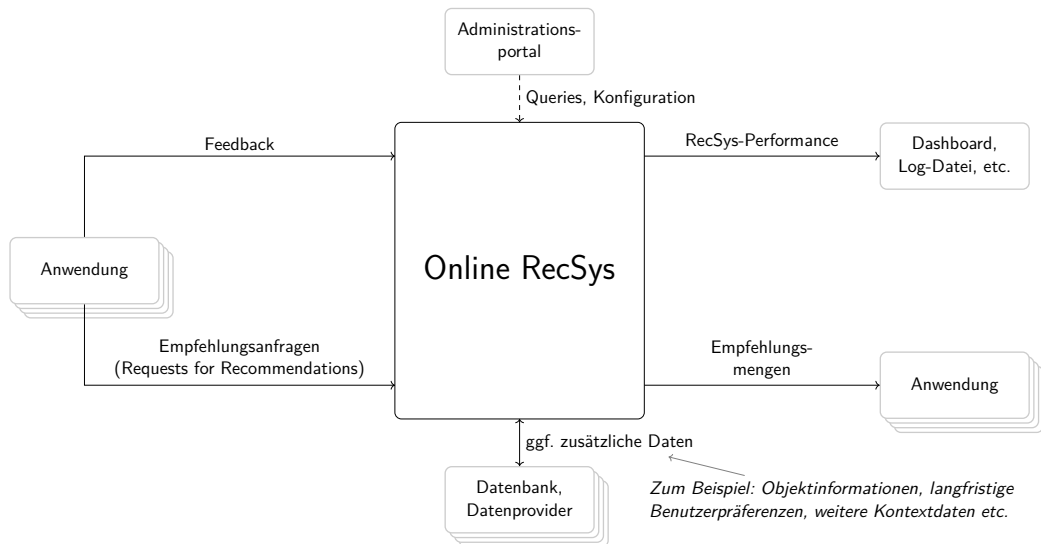 Administrations-
portal
Queries, Konfiguration
Feedback
RecSys-Performance
Dashboard,
Log-Datei, etc.
Anwendung
Online RecSys
Empfehlungsanfragen
(Requests for Recommendations)
Empfehlungs-
mengen
Anwendung
ggf. zusätzliche Daten
Datenbank,
Datenprovider
Zum Beispiel: Objektinformationen, langfristige
Benutzerpräferenzen, weitere Kontextdaten etc.